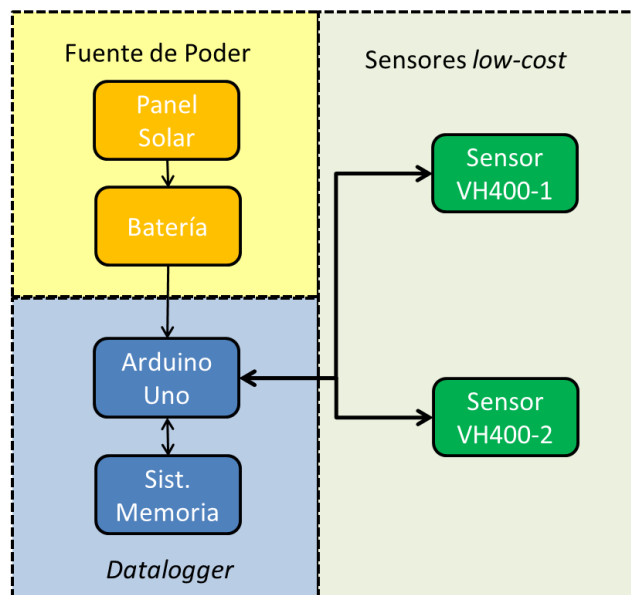 Fuente de Poder
Panel
Solar
Batería
Arduino
Uno
Sist.
Memoria
Datalogger
Sensores low-cost
Sensor
VH400-1
Sensor
VH400-2